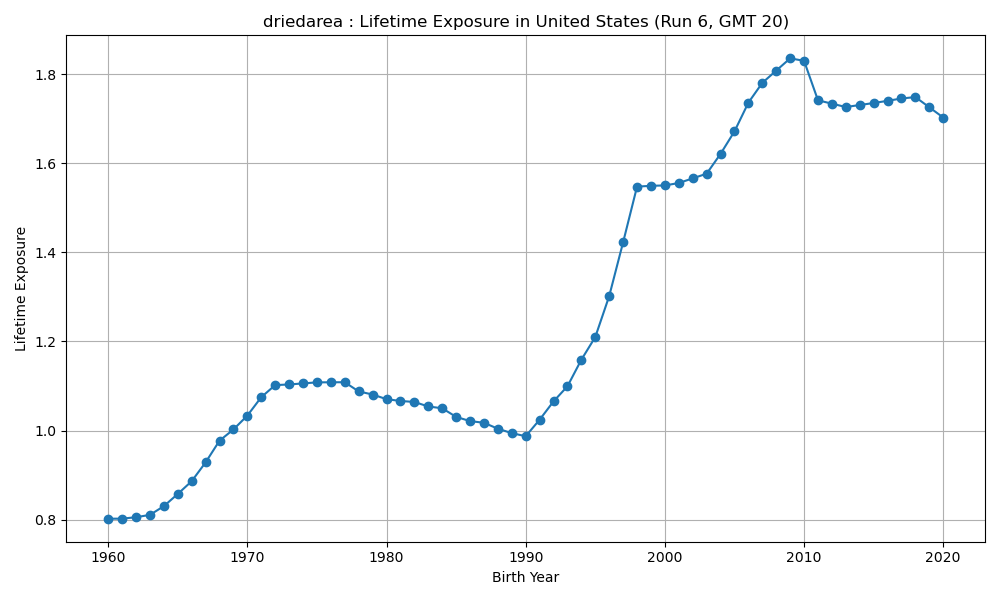 driedarea : Lifetime Exposure in United States (Run 6, GMT 20)
Lifetime Exposure
1.8
1.6
1.4
1.2
1.0
0.8
1960 1970 1980 1990 2000 2010 2020
Birth Year